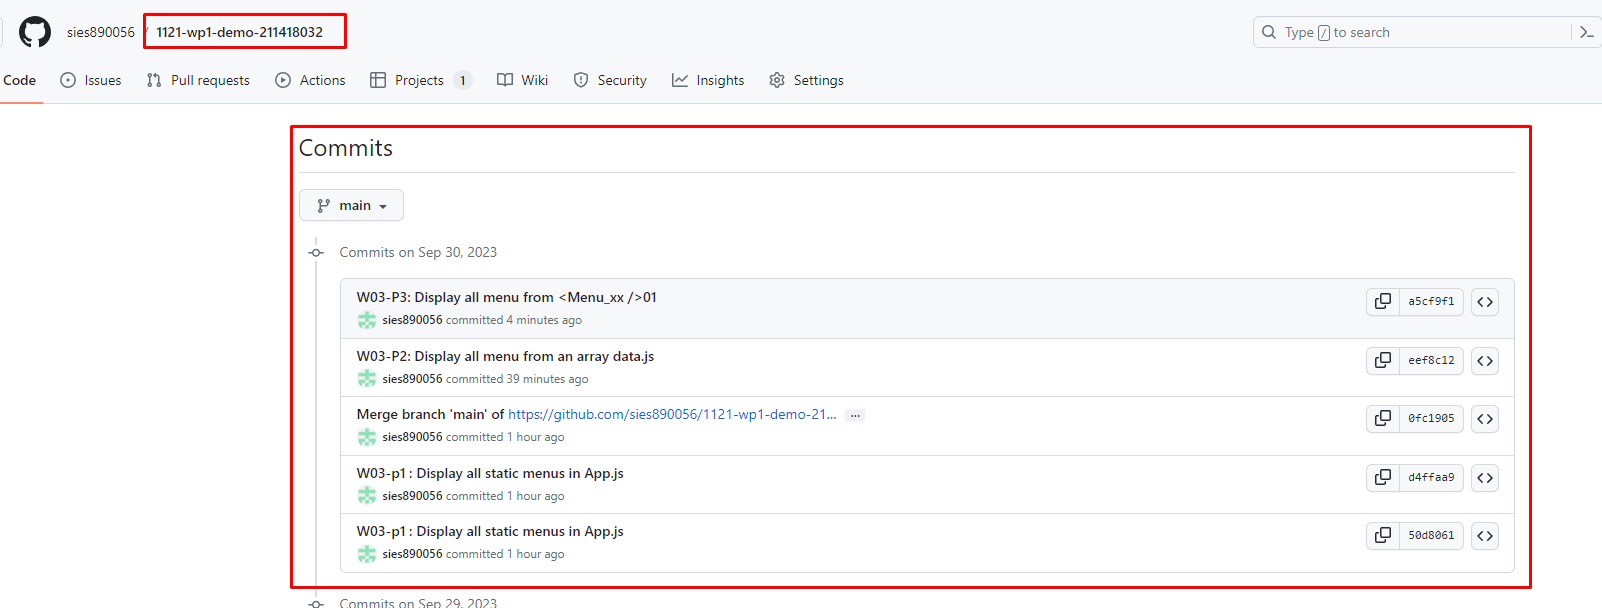 sies890056 / 1121-wp1-demo-211418032
Type / to search
Code Issues Pull requests Actions Projects 1 Wiki Security Insights Settings
Commits
main
Commits on Sep 30, 2023
W03-P3: Display all menu from <Menu_xx />01
sies890056 committed 4 minutes ago
a5cf9f1
W03-P2: Display all menu from an array data.js
sies890056 committed 39 minutes ago
eef8c12
Merge branch 'main' of https://github.com/sies890056/1121-wp1-demo-21... ...
sies890056 committed 1 hour ago
0fc1905
W03-p1 : Display all static menus in App.js
sies890056 committed 1 hour ago
d4ffaa9
W03-p1 : Display all static menus in App.js
sies890056 committed 1 hour ago
50d8061
Commits on Sep 29, 2023